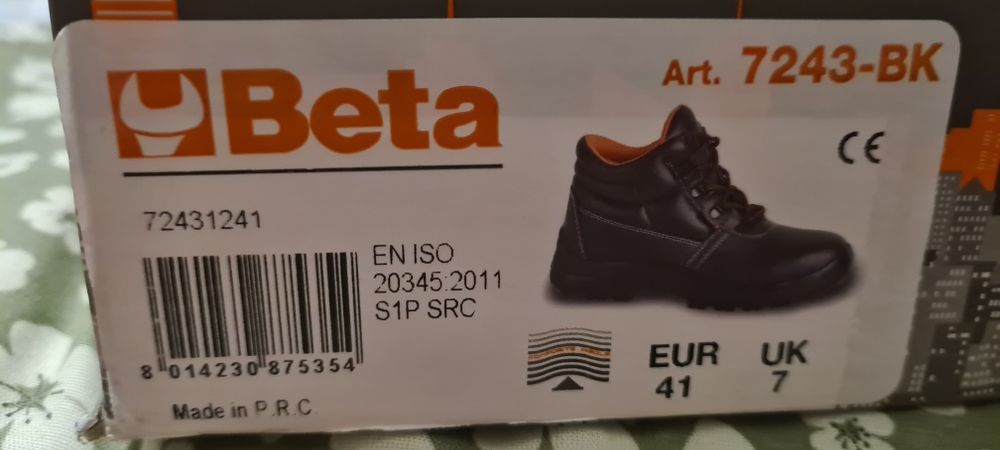 Beta
Art. 7243-BK
CE
72431241
EN ISO
20345:2011
S1P SRC
8 014230 875354
Made in P.R.C.
EUR
41
UK
7